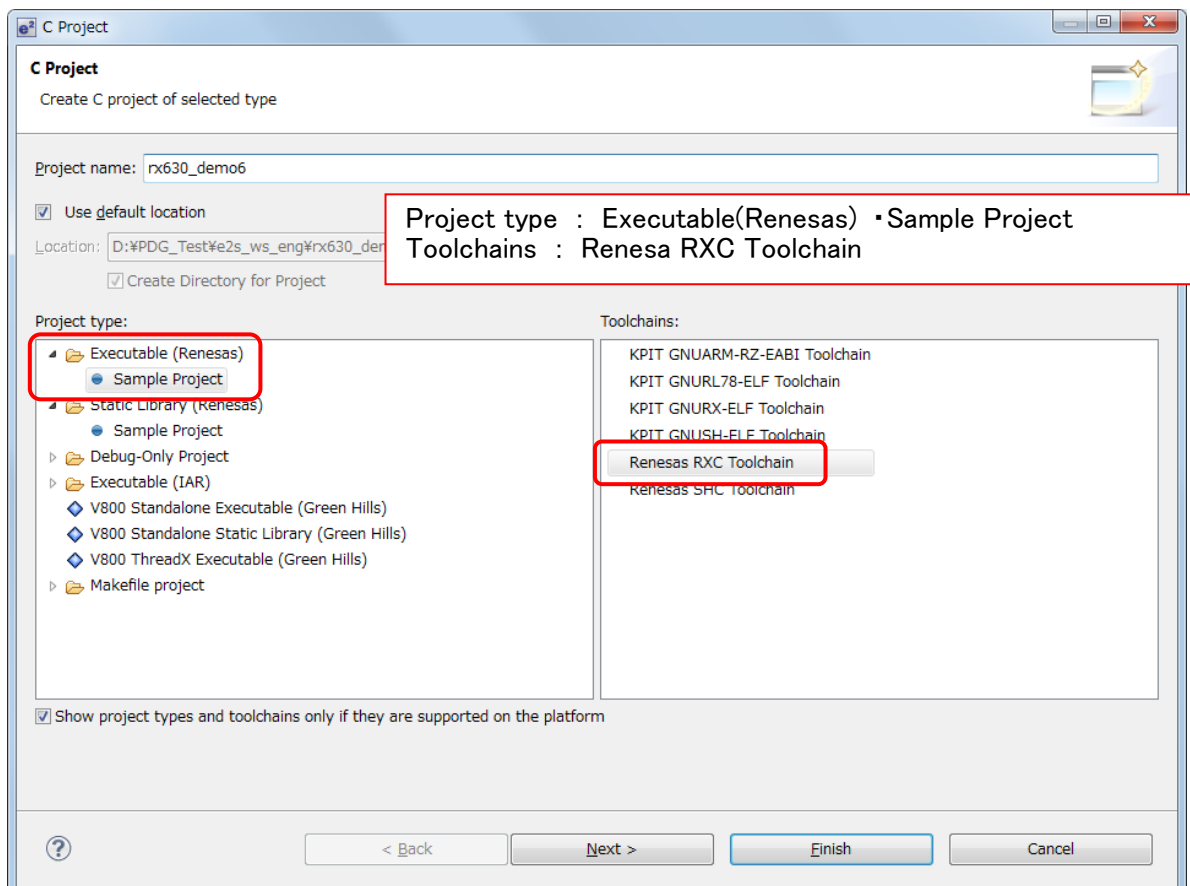 e² C Project
C Project
Create C project of selected type
Project name: rx630_demo6
Use default location
Project type : Executable(Renesas) ・Sample Project
Toolchains : Renesa RXC Toolchain
Location: D:¥PDG_Test¥e2s_ws_eng¥rx630_der
Create Directory for Project
Project type:
Executable (Renesas)
Sample Project
Static Library (Renesas)
Sample Project
Debug-Only Project
Executable (IAR)
V800 Standalone Executable (Green Hills)
V800 Standalone Static Library (Green Hills)
V800 ThreadX Executable (Green Hills)
Makefile project
Toolchains:
KPIT GNUARM-RZ-EABI Toolchain
KPIT GNURL78-ELF Toolchain
KPIT GNURX-ELF Toolchain
KPIT GNUSH-ELF Toolchain
Renesas RXC Toolchain
Renesas SHC Toolchain
Show project types and toolchains only if they are supported on the platform
?
< Back
Next >
Finish
Cancel